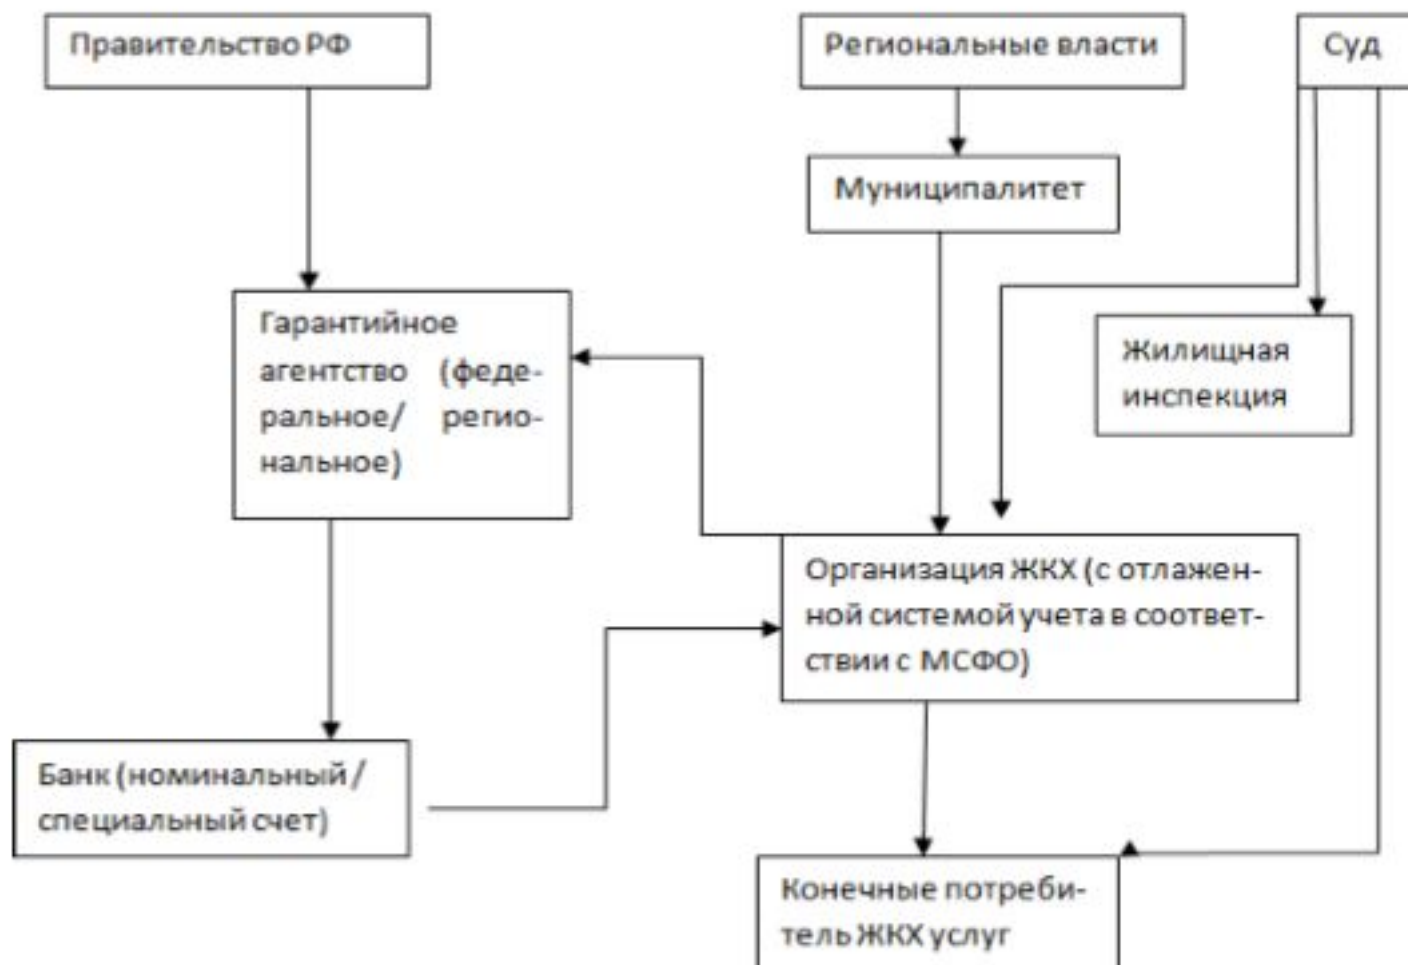 Правительство РФ
Региональные власти
Суд
Муниципалитет
Гарантийное
агентство (феде-
ральное/ регио-
нальное)
Жилищная
инспекция
Организация ЖКХ (с отлажен-
ной системой учета в соответ-
ствии с МСФО)
Банк (номинальный /
специальный счет)
Конечные потреби-
тель ЖКХ услуг